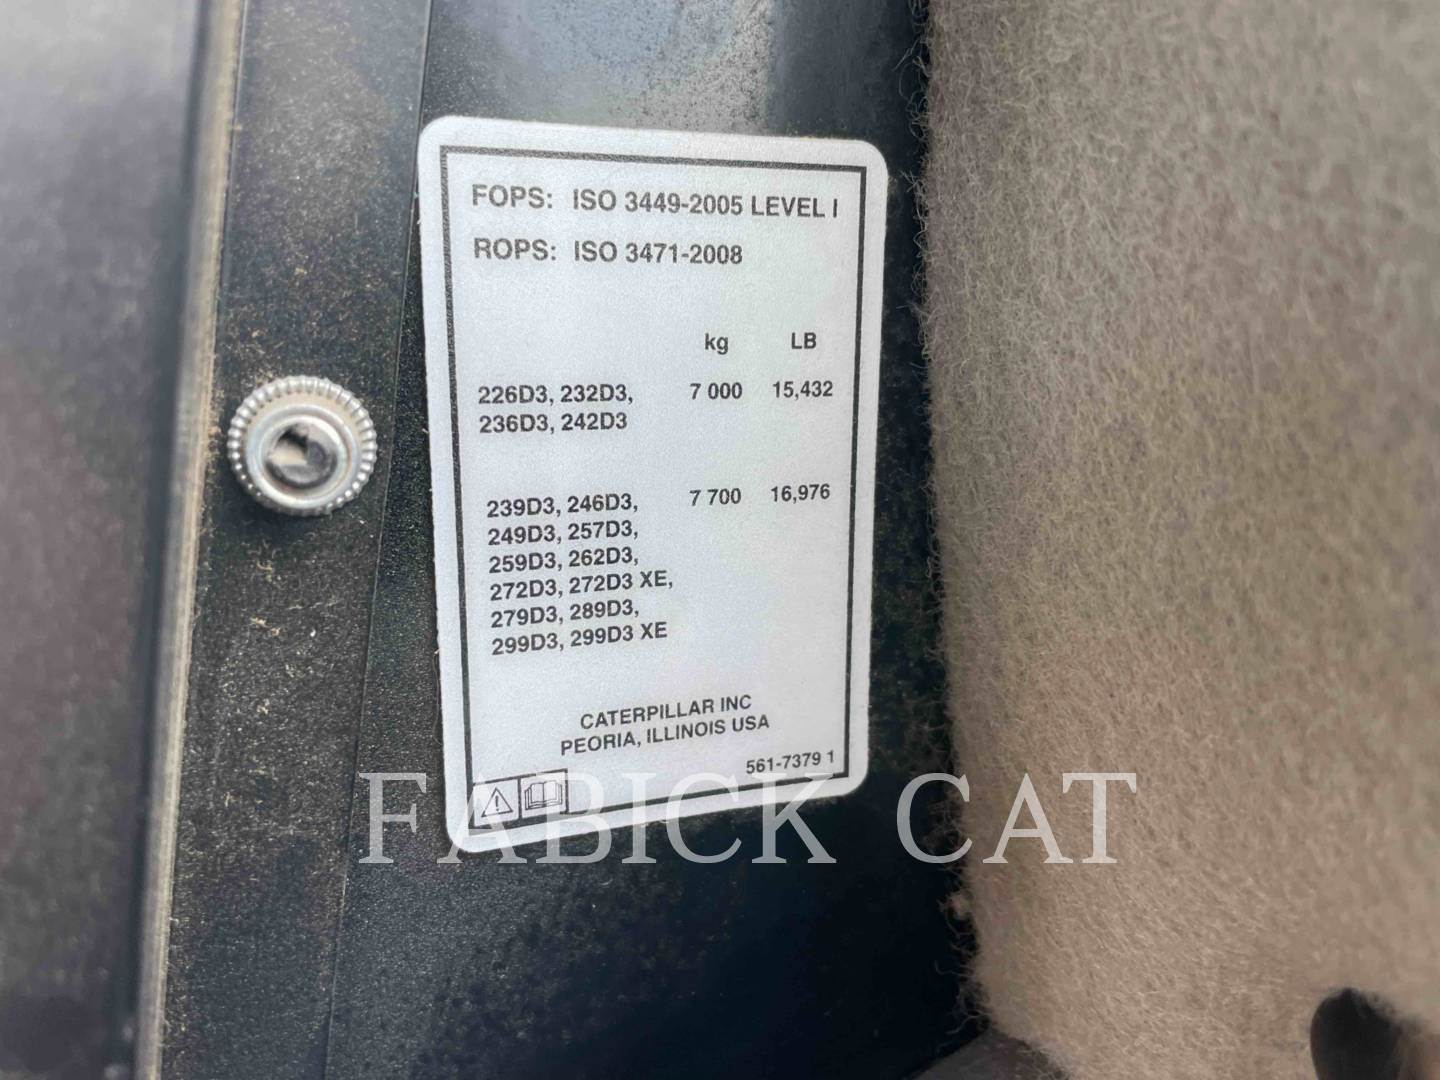 FOPS: ISO 3449-2005 LEVEL I
ROPS: ISO 3471-2008
kg LB
226D3, 232D3, 7 000 15,432
236D3, 242D3
239D3, 246D3, 7 700 16,976
249D3, 257D3,
259D3, 262D3,
272D3, 272D3 XE,
279D3, 289D3,
299D3, 299D3 XE
CATERPILLAR INC
PEORIA, ILLINOIS USA
561-7379 1
FABICK CAT